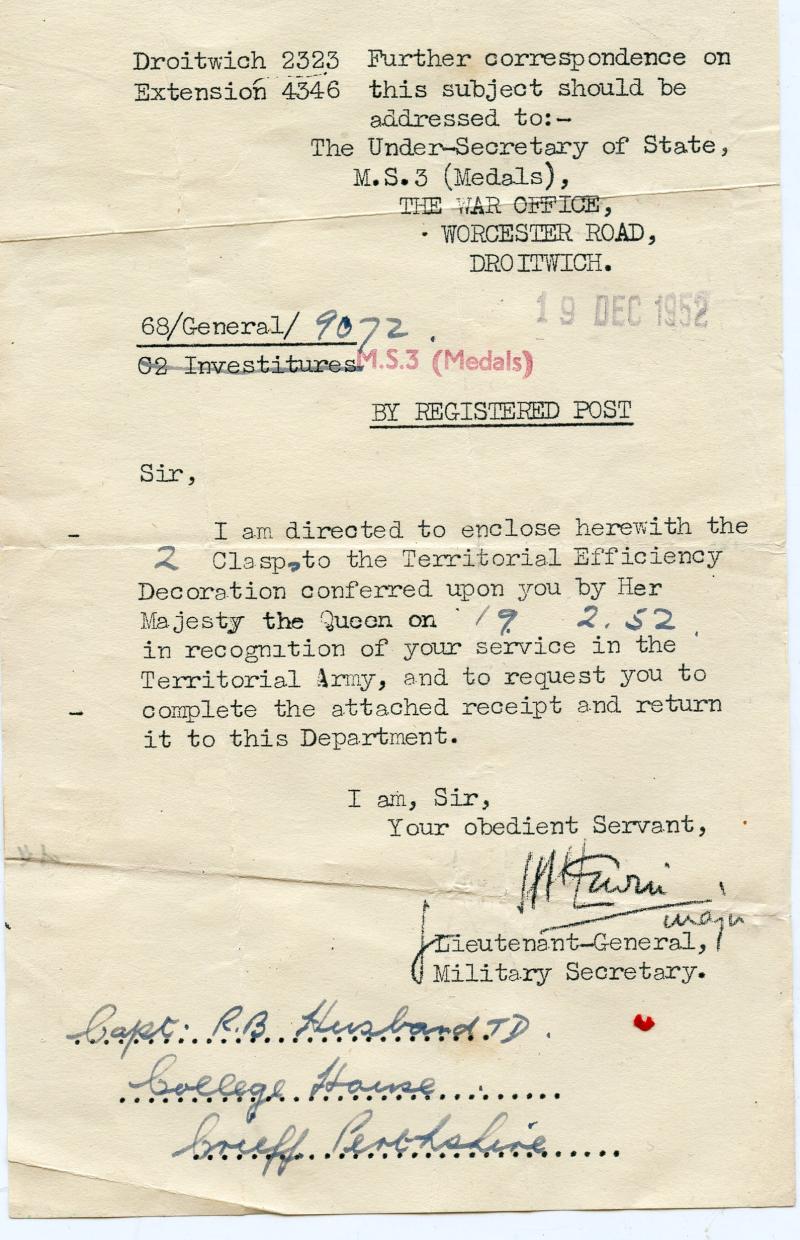 Droitwich 2323 Further correspondence on
Extension 4346 this subject should be
addressed to:-
The Under-Secretary of State,
M.S.3 (Medals),
THE WAR OFFICE,
WORCESTER ROAD,
DROITWICH.
19 DEC 1952
68/General/ 9072.
C2 Investitures M.S.3 (Medals)
BY REGISTERED POST
Sir,
I am directed to enclose herewith the
2 Clasps to the Territorial Efficiency
Decoration conferred upon you by Her
Majesty the Queen on 19 2.52
in recognition of your service in the
Territorial Army, and to request you to
complete the attached receipt and return
it to this Department.
I am, Sir,
Your obedient Servant,
major
Lieutenant-General,
Military Secretary.
Capt: R.B Husband TD.
College House
Crieff Perthshire